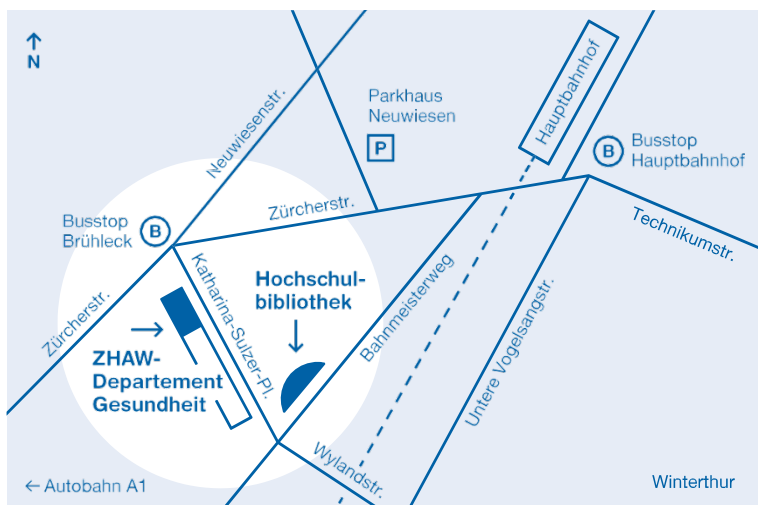 N
Neuwiesenstr.
Parkhaus
Neuwiesen
P
Hauptbahnhof
B
Busstop
Hauptbahnhof
Technikumstr.
Busstop
Brühleck
B
Zürcherstr.
Zürcherstr.
Katharina-Sulzer-Pl.
Hochschul-
bibliothek
Bahnmeisterweg
Untere Vogelsangstr.
ZHAW-
Departement
Gesundheit
Wylandstr.
← Autobahn A1
Winterthur